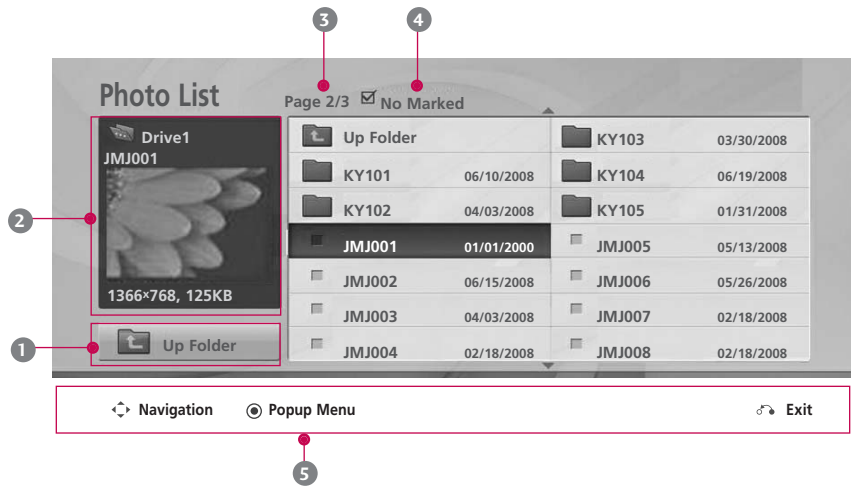 3 4
Photo List
Page 2/3 No Marked
Drive1
JMJ001
1366×768, 125KB
Up Folder
2
1
Up Folder
KY101 06/10/2008
KY102 04/03/2008
JMJ001 01/01/2000
JMJ002 06/15/2008
JMJ003 04/03/2008
JMJ004 02/18/2008
KY103 03/30/2008
KY104 06/19/2008
KY105 01/31/2008
JMJ005 05/13/2008
JMJ006 05/26/2008
JMJ007 02/18/2008
JMJ008 02/18/2008
Navigation Popup Menu Exit
5